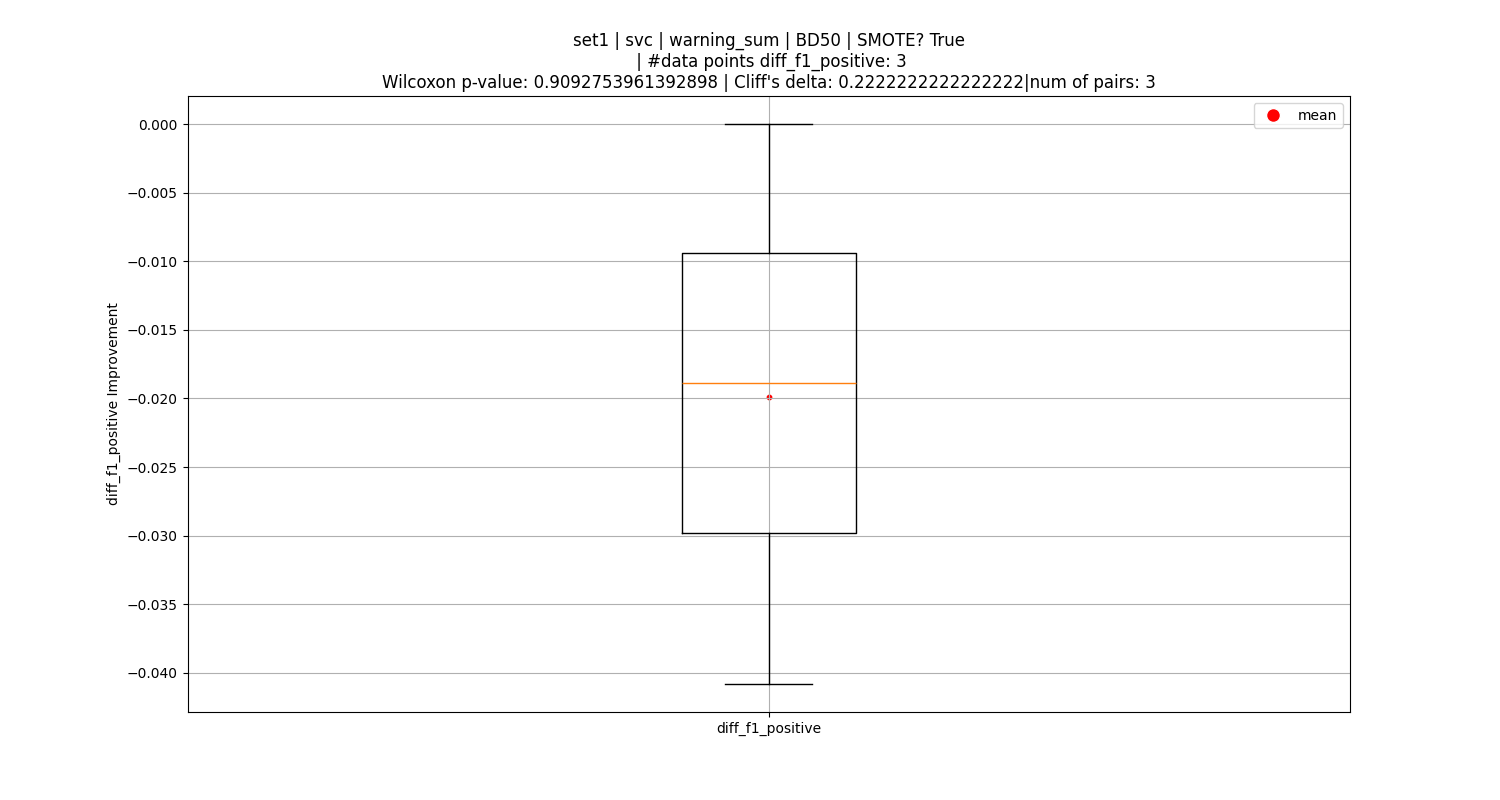 set1 | svc | warning_sum | BD50 | SMOTE? True
| #data points diff_f1_positive: 3
Wilcoxon p-value: 0.9092753961392898 | Cliff's delta: 0.2222222222222222|num of pairs: 3
mean
0.000
−0.005
−0.010
−0.015
−0.020
−0.025
−0.030
−0.035
−0.040
diff_f1_positive Improvement
diff_f1_positive